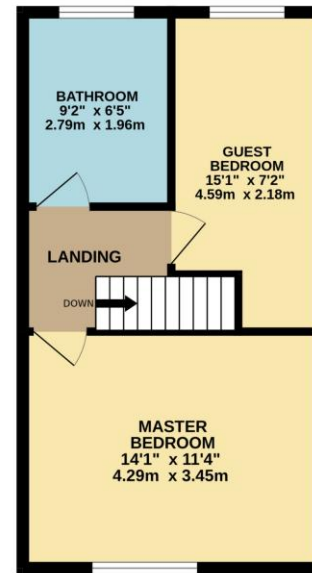 BATHROOM
9'2" x 6'5"
2.79m x 1.96m
GUEST
BEDROOM
15'1" x 7'2"
4.59m x 2.18m
LANDING
DOWN
MASTER
BEDROOM
14'1" x 11'4"
4.29m x 3.45m